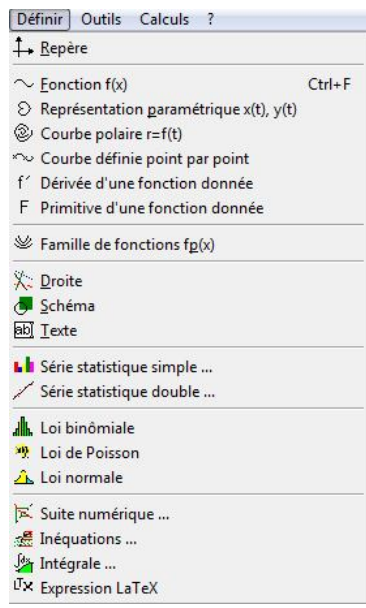 Définir Outils Calculs ?
Repère
Fonction f(x) Ctrl+F
Représentation paramétrique x(t), y(t)
Courbe polaire r=f(t)
Courbe définie point par point
f´ Dérivée d'une fonction donnée
F Primitive d'une fonction donnée
Famille de fonctions fp(x)
Droite
Schéma
ab Texte
Série statistique simple ...
Série statistique double ...
Loi binômiale
Loi de Poisson
Loi normale
Suite numérique ...
Inéquations ...
Intégrale ...
Expression LaTeX